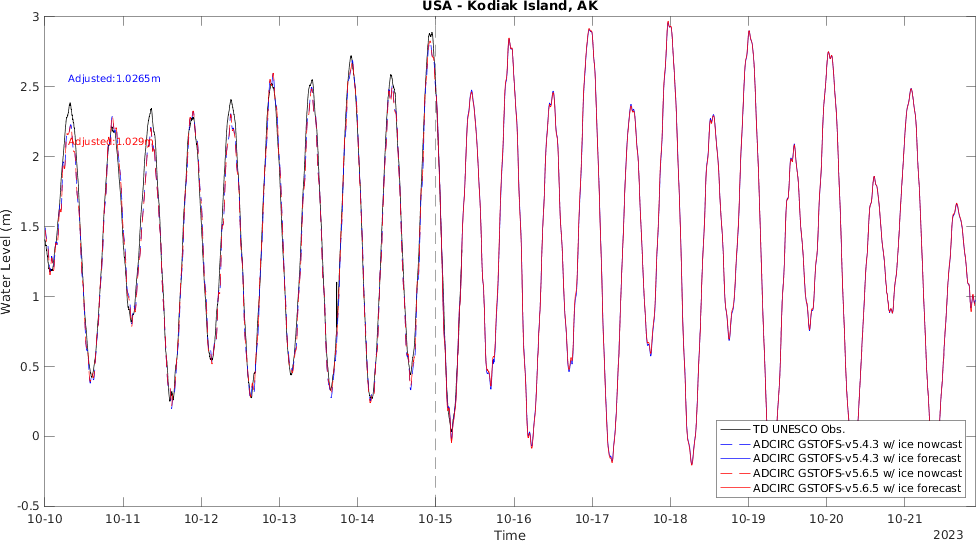 USA - Kodiak Island, AK
3
2.5
2
1.5
1
0.5
0
-0.5
Water Level (m)
Adjusted:1.0265m
Adjusted:1.029m
TD UNESCO Obs.
ADCIRC GSTOFS-v5.4.3 w/ ice nowcast
ADCIRC GSTOFS-v5.4.3 w/ ice forecast
ADCIRC GSTOFS-v5.6.5 w/ ice nowcast
ADCIRC GSTOFS-v5.6.5 w/ ice forecast
10-10 10-11 10-12 10-13 10-14 10-15 10-16 10-17 10-18 10-19 10-20 10-21
Time
2023